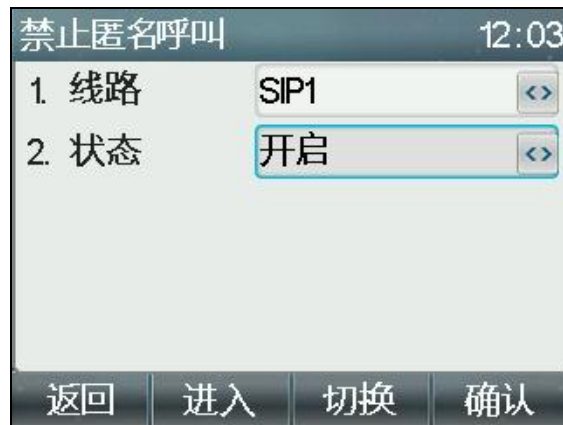 禁止匿名呼叫 12:03
1. 线路 SIP1 <>
2. 状态 开启 <>
返回 进入 切换 确认